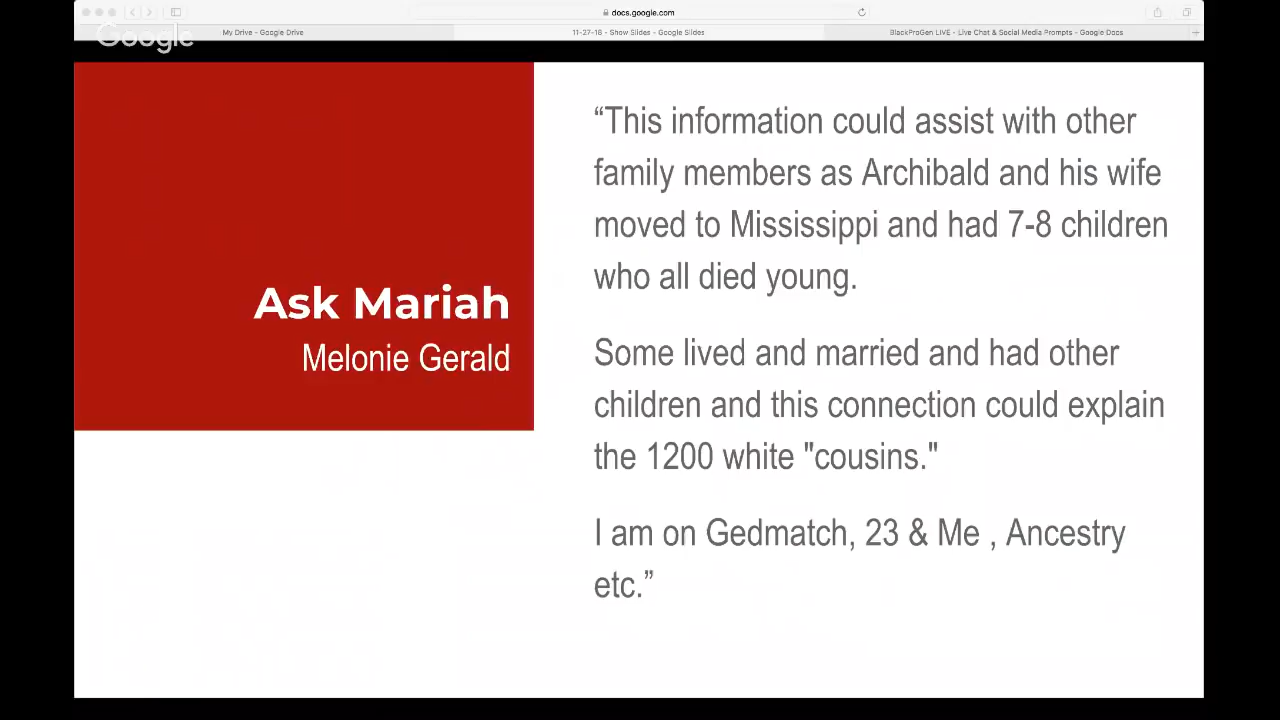 docs.google.com
Google
My Drive - Google Drive
11-27-16 - Show Slides - Google Slides
BlackProGen LIVE - Live Chat & Social Media Prompts - Google Docs
Ask Mariah
Melonie Gerald
“This information could assist with other
family members as Archibald and his wife
moved to Mississippi and had 7-8 children
who all died young.
Some lived and married and had other
children and this connection could explain
the 1200 white "cousins."
I am on Gedmatch, 23 & Me , Ancestry
etc.”